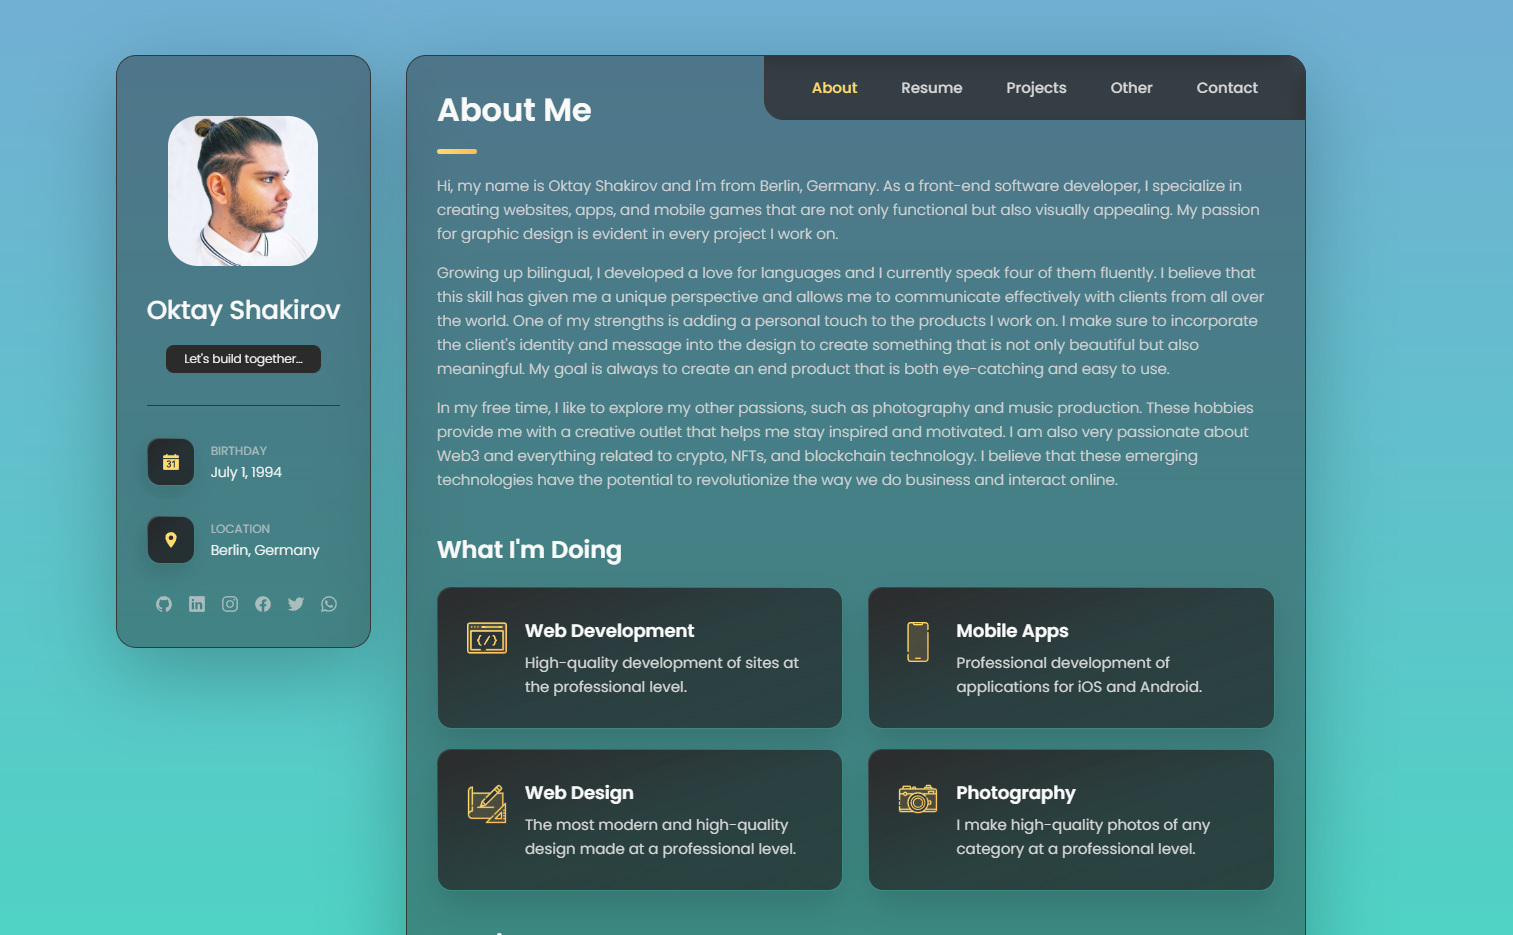 Oktay Shakirov
Let's build together...
BIRTHDAY
31
July 1, 1994
LOCATION
Berlin, Germany
About
Resume
Projects
Other
Contact
About Me
Hi, my name is Oktay Shakirov and I'm from Berlin, Germany. As a front-end software developer, I specialize in
creating websites, apps, and mobile games that are not only functional but also visually appealing. My passion
for graphic design is evident in every project I work on.
Growing up bilingual, I developed a love for languages and I currently speak four of them fluently. I believe that
this skill has given me a unique perspective and allows me to communicate effectively with clients from all over
the world. One of my strengths is adding a personal touch to the products I work on. I make sure to incorporate
the client's identity and message into the design to create something that is not only beautiful but also
meaningful. My goal is always to create an end product that is both eye-catching and easy to use.
In my free time, I like to explore my other passions, such as photography and music production. These hobbies
provide me with a creative outlet that helps me stay inspired and motivated. I am also very passionate about
Web3 and everything related to crypto, NFTs, and blockchain technology. I believe that these emerging
technologies have the potential to revolutionize the way we do business and interact online.
What I'm Doing
Web Development
High-quality development of sites at
the professional level.
Mobile Apps
Professional development of
applications for iOS and Android.
Web Design
The most modern and high-quality
design made at a professional level.
Photography
I make high-quality photos of any
category at a professional level.